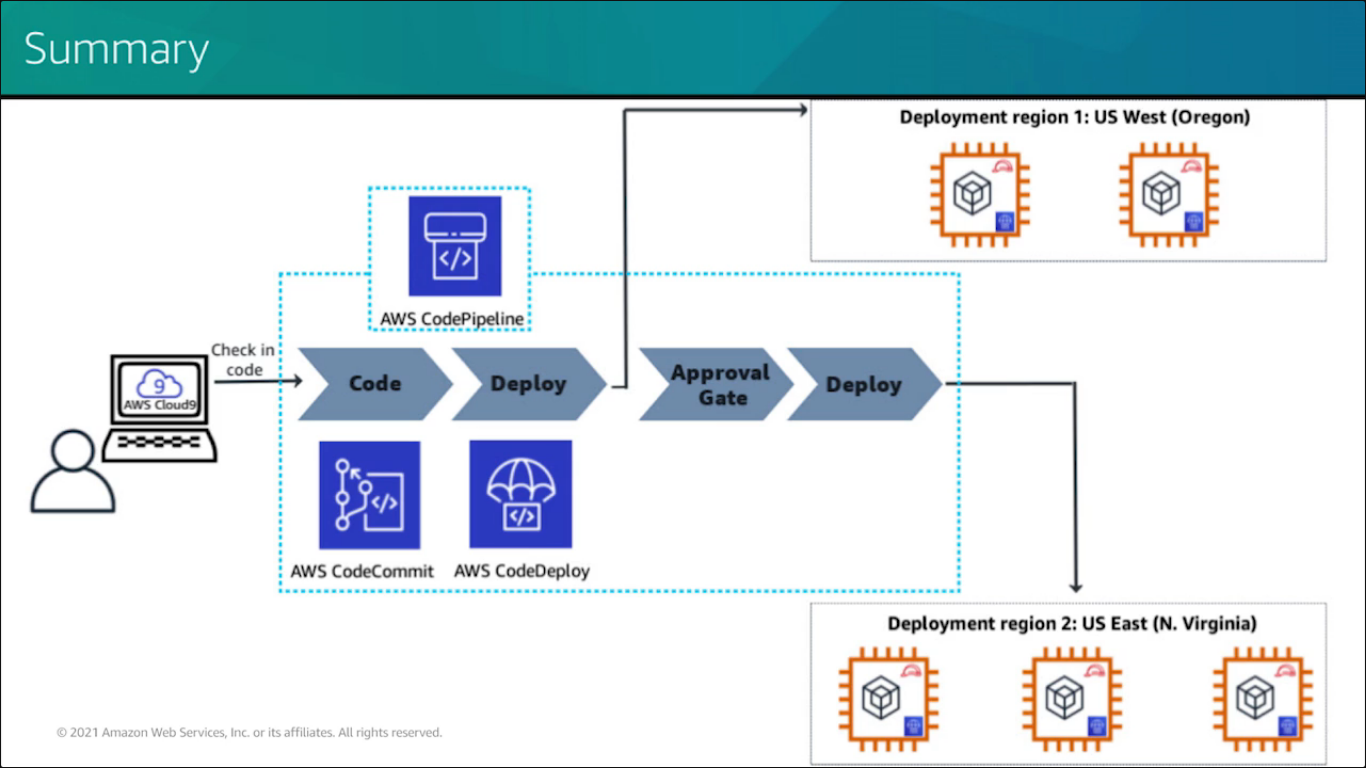 Summary
Deployment region 1: US West (Oregon)
</>
AWS CodePipeline
Check in
code
9
AWS Cloud9
Code
Deploy
Approval
Gate
Deploy
</>
</>
AWS CodeCommit
AWS CodeDeploy
Deployment region 2: US East (N. Virginia)
© 2021 Amazon Web Services, Inc. or its affiliates. All rights reserved.